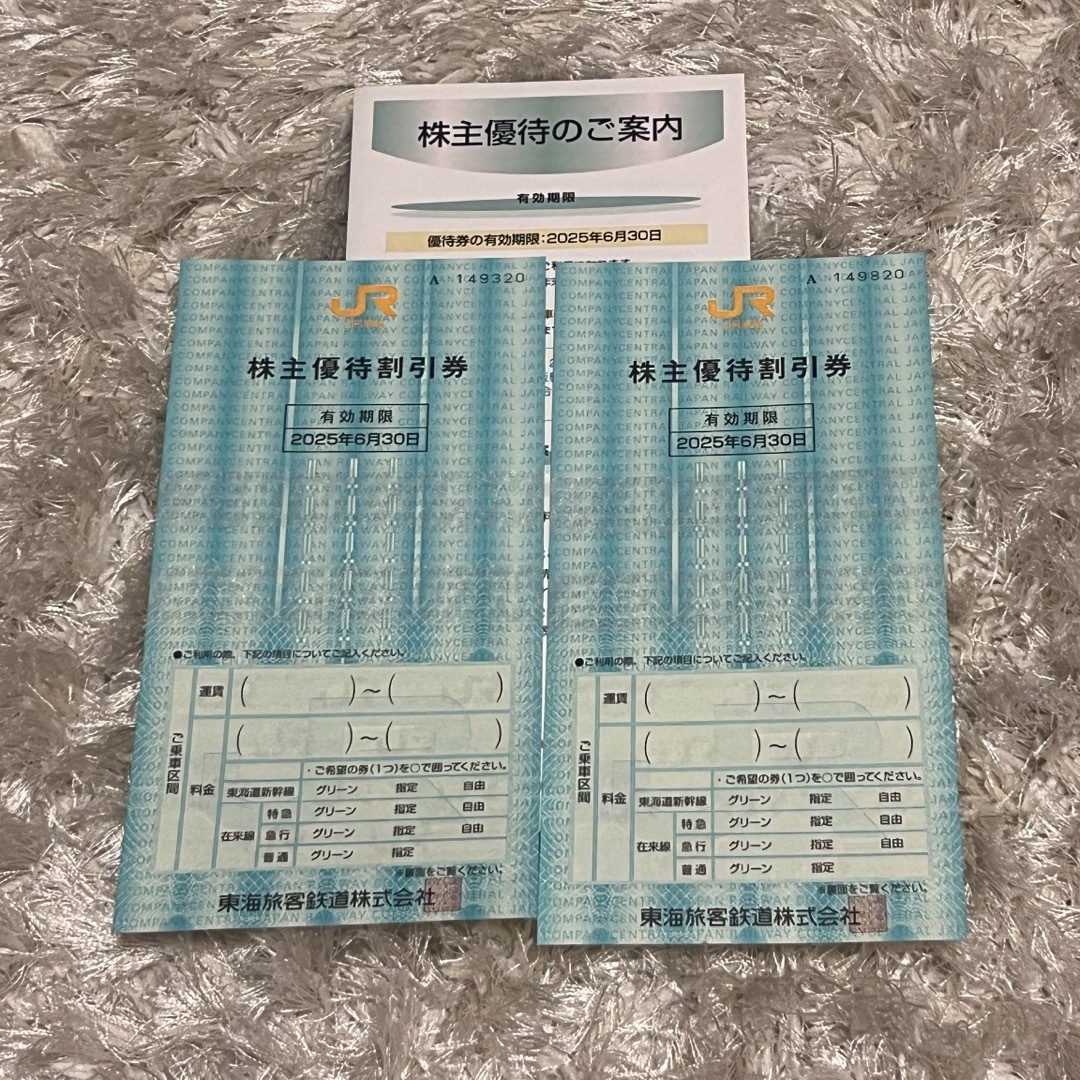 株主優待のご案内
有効期限
優待券の有効期限：2025年6月30日
A 149320
JR
株主優待割引券
有効期限
2025年6月30日
●ご利用の際、下記の項目についてご記入ください。
ご乗車区間
運賃 ( )～( )
料金 ( )～( )
・ご希望の券(1つ)を○で囲ってください。
東海道新幹線 グリーン 指定 自由
在来線 特急 グリーン 指定 自由
急行 グリーン 指定 自由
普通 グリーン 指定
※裏面をご覧ください。
東海旅客鉄道株式会社
A 149820
JR
株主優待割引券
有効期限
2025年6月30日
●ご利用の際、下記の項目についてご記入ください。
ご乗車区間
運賃 ( )～( )
料金 ( )～( )
・ご希望の券(1つ)を○で囲ってください。
東海道新幹線 グリーン 指定 自由
在来線 特急 グリーン 指定 自由
急行 グリーン 指定 自由
普通 グリーン 指定
※裏面をご覧ください。
東海旅客鉄道株式会社